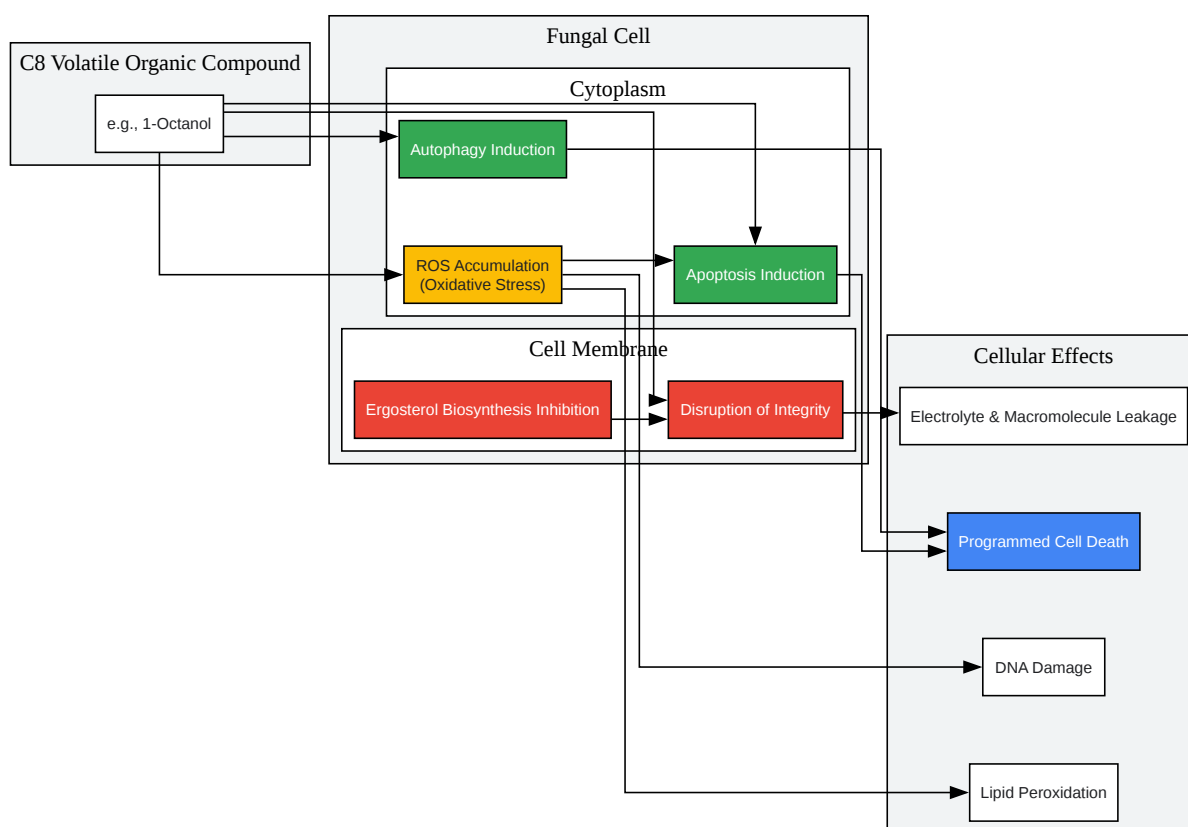 Fungal Cell
C8 Volatile Organic Compound
Cytoplasm
e.g., 1-Octanol
Autophagy Induction
ROS Accumulation
(Oxidative Stress)
Apoptosis Induction
Cell Membrane
Cellular Effects
Ergosterol Biosynthesis Inhibition
Disruption of Integrity
Electrolyte & Macromolecule Leakage
Programmed Cell Death
DNA Damage
Lipid Peroxidation